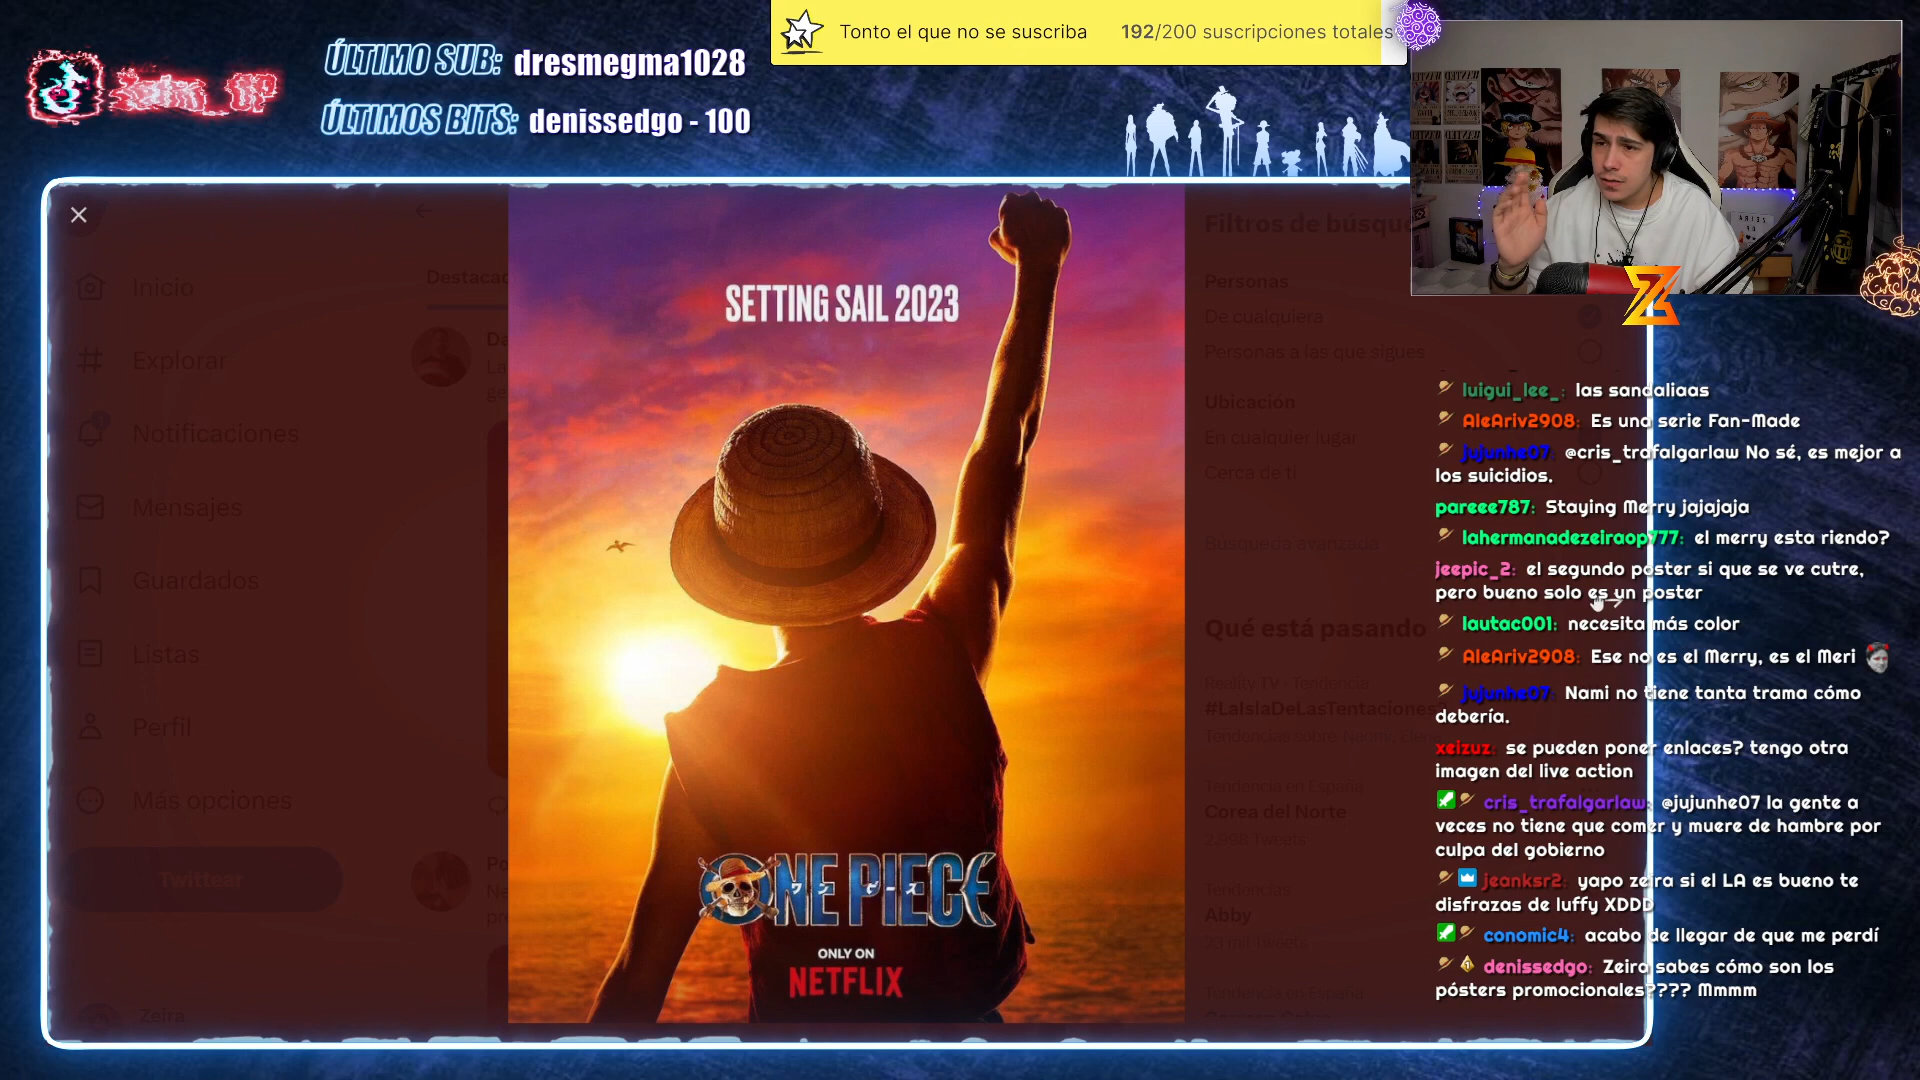 Tonto el que no se suscriba 192/200 suscripciones totales
ÚLTIMO SUB: dresmegma1028
ÚLTIMOS BITS: denissedgo - 100
Inicio
Explorar
Notificaciones
Mensajes
Guardados
Listas
Perfil
Más opciones
Twittear
Zeira
Destacad
SETTING SAIL 2023
ONE PIECE
ONLY ON
NETFLIX
Filtros de búsqu
Personas
De cualquiera
Personas a las que sigues
Ubicación
En cualquier lugar
Cerca de ti
Búsqueda avanzada
Qué está pasando
Reality TV · Tendencia
#LaIslaDeLasTentaciones
Tendencia en España
Corea del Norte
Tendencias
Abby
Tendencia en España
luigui_lee_: las sandaliaas
AleAriv2908: Es una serie Fan-Made
jujunhe07: @cris_trafalgarlaw No sé, es mejor a
los suicidios.
pareee787: Staying Merry jajajaja
lahermanadezeiraop777: el merry esta riendo?
jeepic_2: el segundo poster si que se ve cutre,
pero bueno solo es un poster
lautac001: necesita más color
AleAriv2908: Ese no es el Merry, es el Meri
jujunhe07: Nami no tiene tanta trama cómo
debería.
xeizuz: se pueden poner enlaces? tengo otra
imagen del live action
cris_trafalgarlaw: @jujunhe07 la gente a
veces no tiene que comer y muere de hambre por
culpa del gobierno
jeanksr2: yapo zeira si el LA es bueno te
disfrazas de luffy XDDD
conomic4: acabo de llegar de que me perdí
denissedgo: Zeira sabes cómo son los
pósters promocionales???? Mmmm